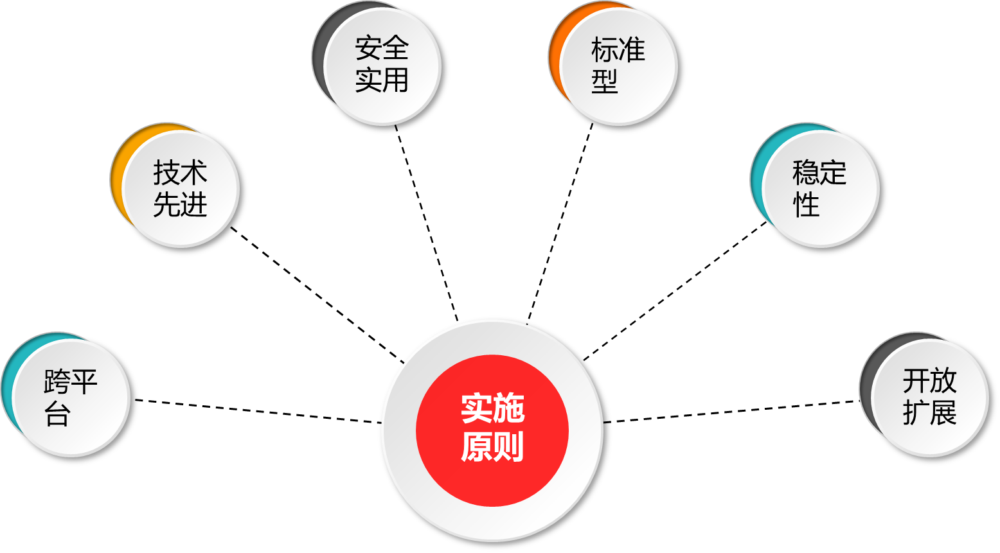 安全
实用
标准
型
技术
先进
稳定
性
跨平
台
开放
扩展
实施
原则